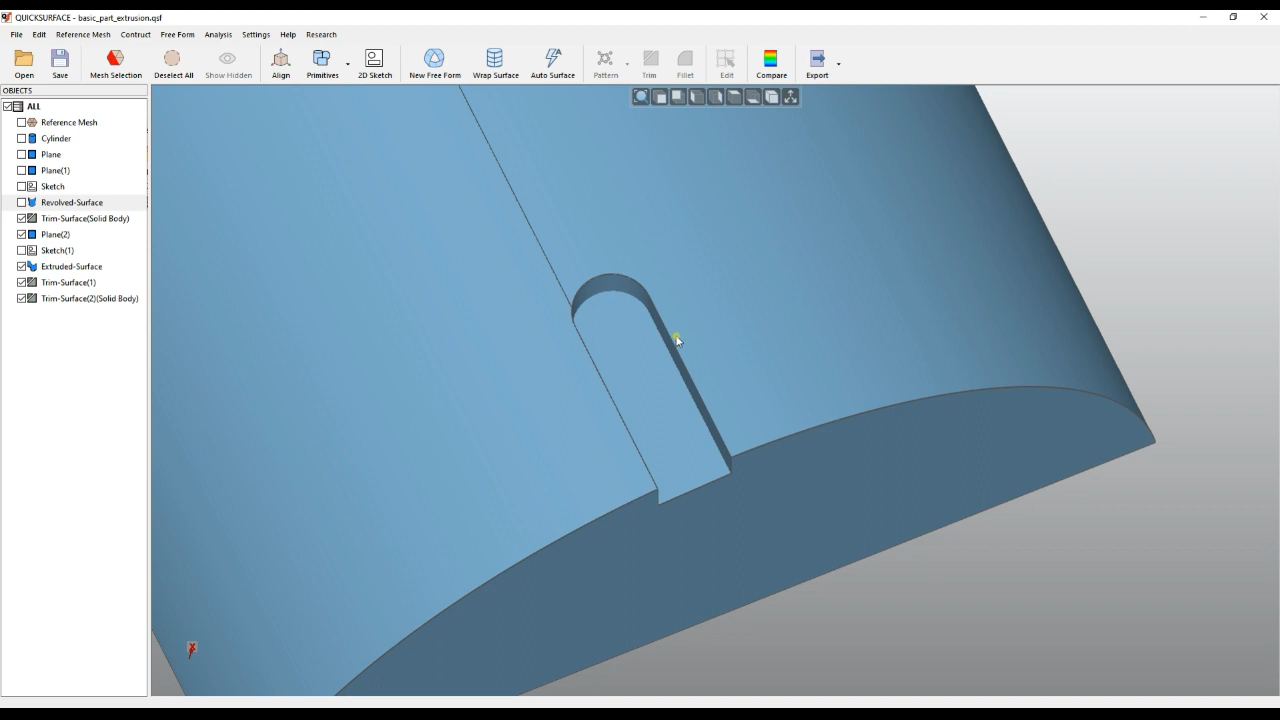 QUICKSURFACE - basic_part_extrusion.qsf
File Edit Reference Mesh Contruct Free Form Analysis Settings Help Research
Open Save Mesh Selection Deselect All Show Hidden Align Primitives 2D Sketch New Free Form Wrap Surface Auto Surface Pattern Trim Fillet Edit Compare Export
OBJECTS
ALL
Reference Mesh
Cylinder
Plane
Plane(1)
Sketch
Revolved-Surface
Trim-Surface(Solid Body)
Plane(2)
Sketch(1)
Extruded-Surface
Trim-Surface(1)
Trim-Surface(2)(Solid Body)